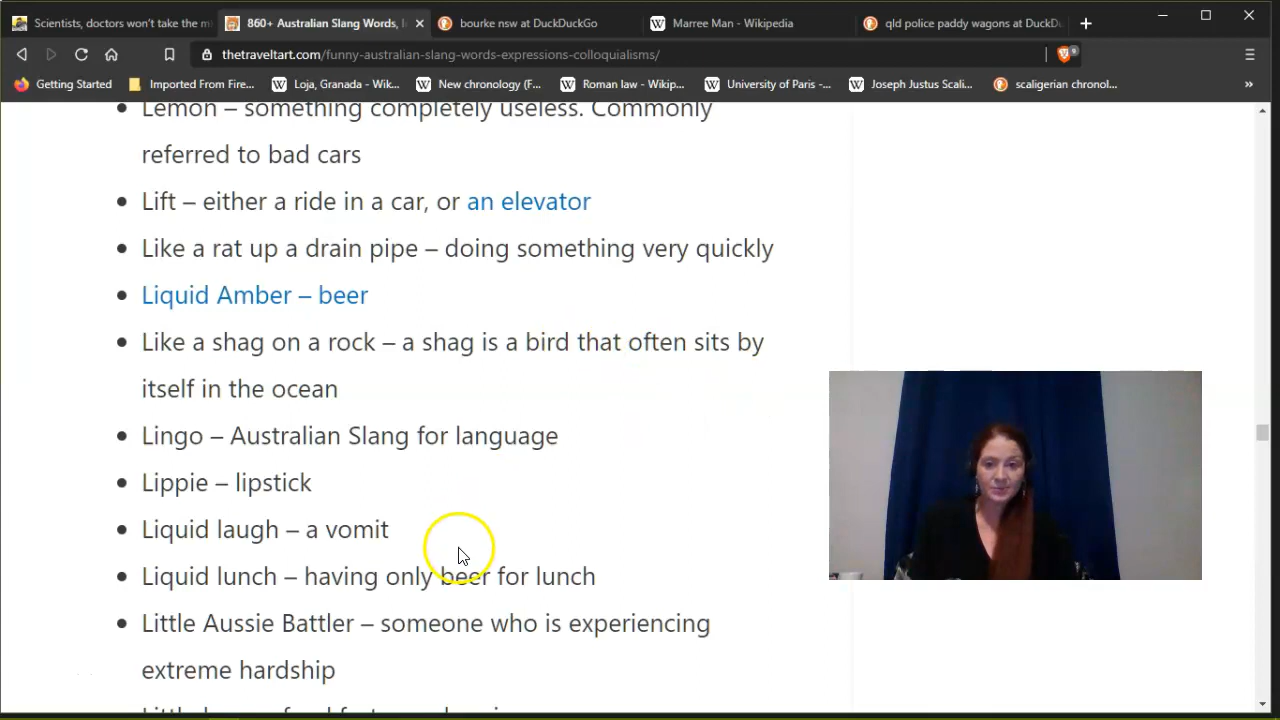 Scientists, doctors won't take the m
860+ Australian Slang Words,
bourke nsw at DuckDuckGo
Marree Man - Wikipedia
qld police paddy wagons at DuckDu
thetraveltart.com/funny-australian-slang-words-expressions-colloquialisms/
Getting Started
Imported From Fire...
Loja, Granada - Wik...
New chronology (F...
Roman law - Wikip...
University of Paris -...
Joseph Justus Scali...
scaligerian chronol...
Lemon – something completely useless. Commonly
referred to bad cars
Lift – either a ride in a car, or an elevator
Like a rat up a drain pipe – doing something very quickly
Liquid Amber – beer
Like a shag on a rock – a shag is a bird that often sits by
itself in the ocean
Lingo – Australian Slang for language
Lippie – lipstick
Liquid laugh – a vomit
Liquid lunch – having only beer for lunch
Little Aussie Battler – someone who is experiencing
extreme hardship